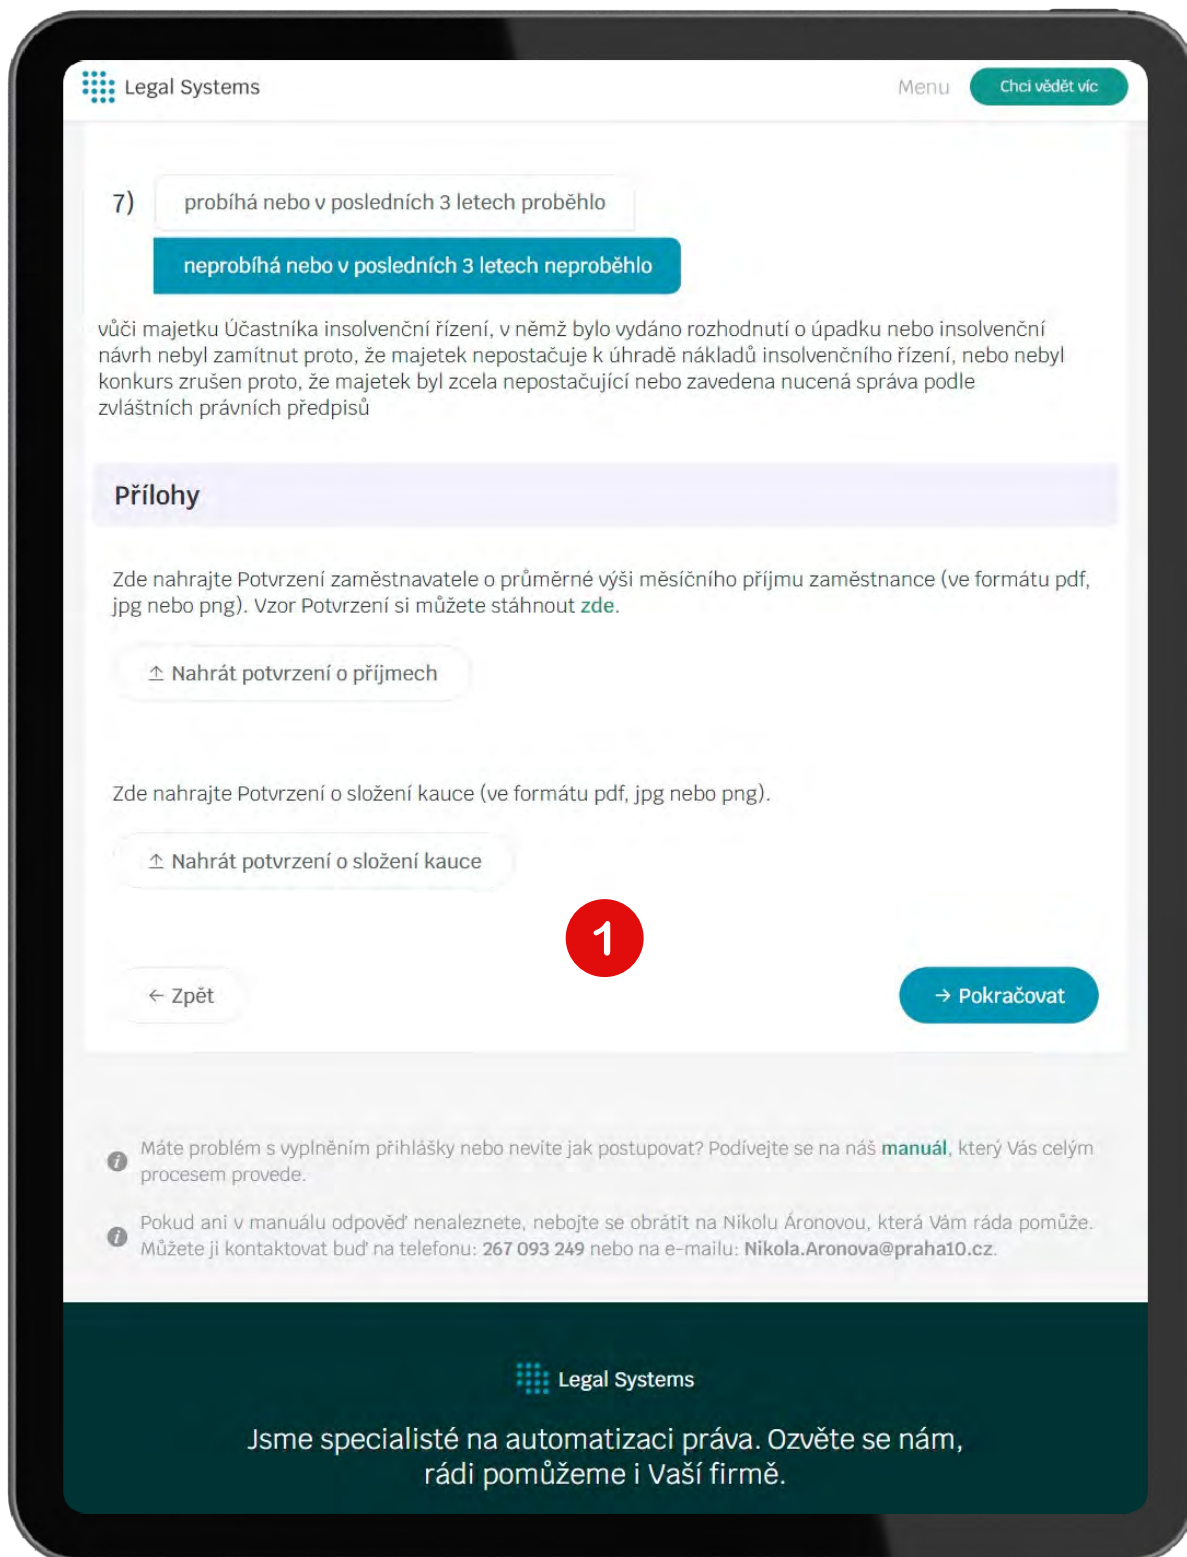 Legal Systems
Menu
Chci vědět víc
7)
probíhá nebo v posledních 3 letech proběhlo
neprobíhá nebo v posledních 3 letech neproběhlo
vůči majetku Účastníka insolvenční řízení, v němž bylo vydáno rozhodnutí o úpadku nebo insolvenční
návrh nebyl zamítnut proto, že majetek nepostačuje k úhradě nákladů insolvenčního řízení, nebo nebyl
konkurs zrušen proto, že majetek byl zcela nepostačující nebo zavedena nucená správa podle
zvláštních právních předpisů
Přílohy
Zde nahrajte Potvrzení zaměstnavatele o průměrné výši měsíčního příjmu zaměstnance (ve formátu pdf,
jpg nebo png). Vzor Potvrzení si můžete stáhnout zde.
↥ Nahrát potvrzení o příjmech
Zde nahrajte Potvrzení o složení kauce (ve formátu pdf, jpg nebo png).
↥ Nahrát potvrzení o složení kauce
1
← Zpět
→ Pokračovat
Máte problém s vyplněním přihlášky nebo nevíte jak postupovat? Podívejte se na náš manuál, který Vás celým
procesem provede.
Pokud ani v manuálu odpověď nenaleznete, nebojte se obrátit na Nikolu Áronovou, která Vám ráda pomůže.
Můžete ji kontaktovat buď na telefonu: 267 093 249 nebo na e-mailu: Nikola.Aronova@praha10.cz.
Legal Systems
Jsme specialisté na automatizaci práva. Ozvěte se nám,
rádi pomůžeme i Vaší firmě.